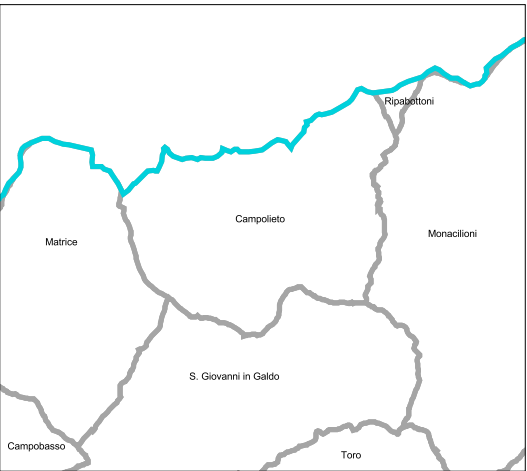 Ripabottoni
Campolieto
Monacilioni
Matrice
S. Giovanni in Galdo
Campobasso
Toro